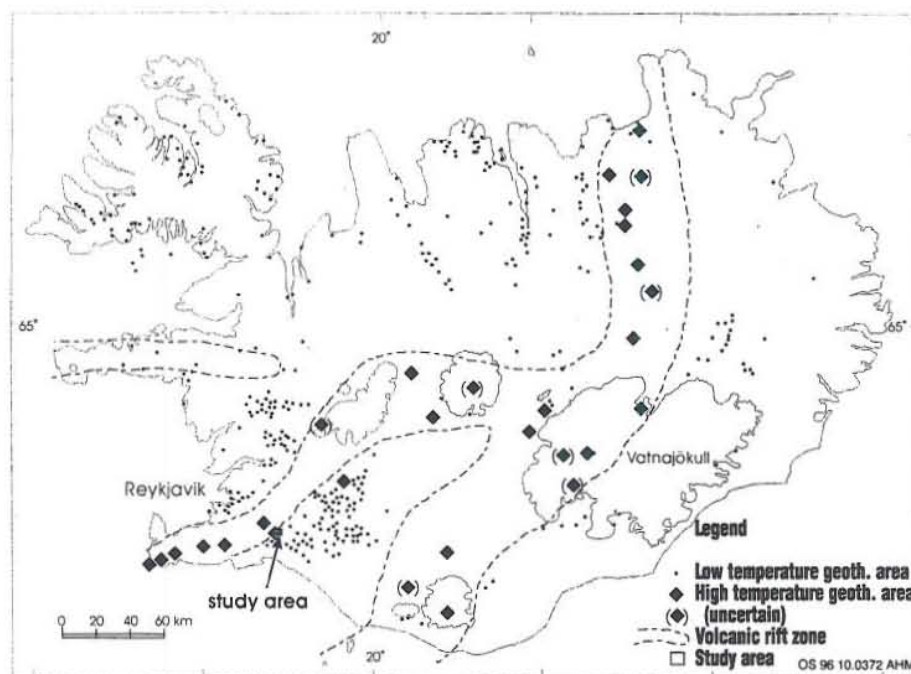 20°
65°
65°
Reykjavik
Vatnajökull
study area
Legend
Low temperature geoth. area
High temperature geoth. area
(uncertain)
Volcanic rift zone
Study area
0 20 40 60 km
20°
OS 96 10.0372 AHM